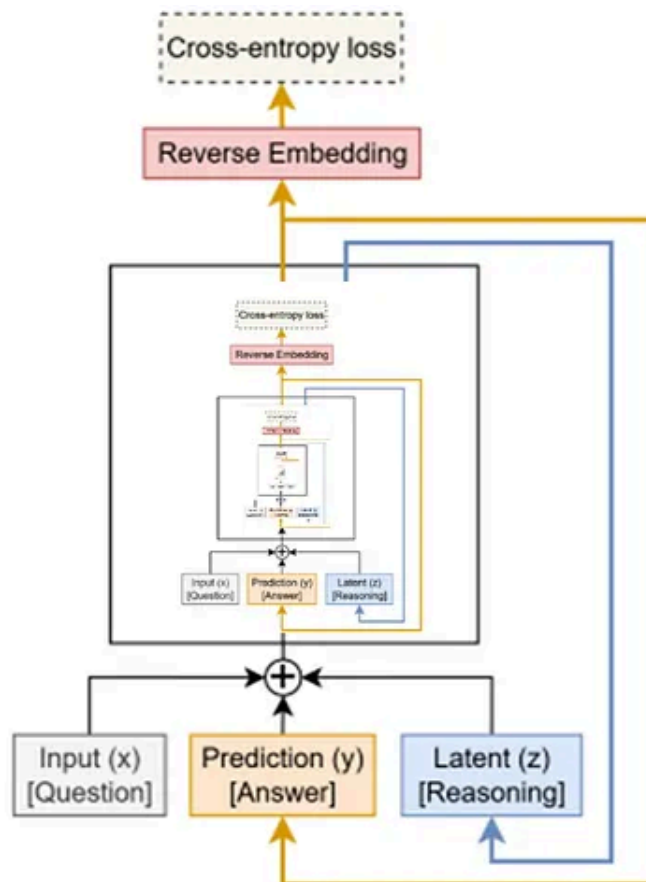 Cross-entropy loss
Reverse Embedding
Cross-entropy loss
Reverse Embedding
Input (x)
[Question]
Prediction (y)
[Answer]
Latent (z)
[Reasoning]
Input (x)
[Question]
Prediction (y)
[Answer]
Latent (z)
[Reasoning]